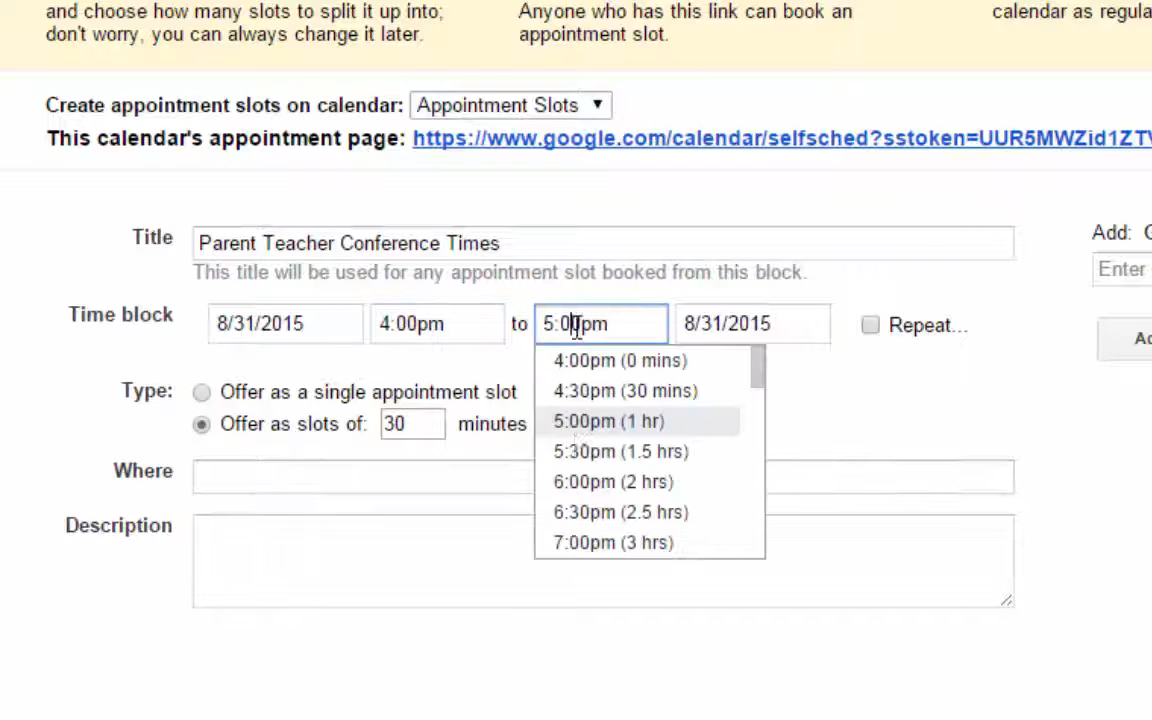 and choose how many slots to split it up into;
don't worry, you can always change it later.
Anyone who has this link can book an
appointment slot.
calendar as regula
Create appointment slots on calendar: Appointment Slots ▼
This calendar's appointment page: https://www.google.com/calendar/selfsched?sstoken=UUR5MWZid1ZT
Title Parent Teacher Conference Times
This title will be used for any appointment slot booked from this block.
Add:
Enter
Time block 8/31/2015 4:00pm to 5:00pm 8/31/2015 Repeat...
4:00pm (0 mins)
4:30pm (30 mins)
5:00pm (1 hr)
5:30pm (1.5 hrs)
6:00pm (2 hrs)
6:30pm (2.5 hrs)
7:00pm (3 hrs)
Type: Offer as a single appointment slot
Offer as slots of: 30 minutes
Where
Description